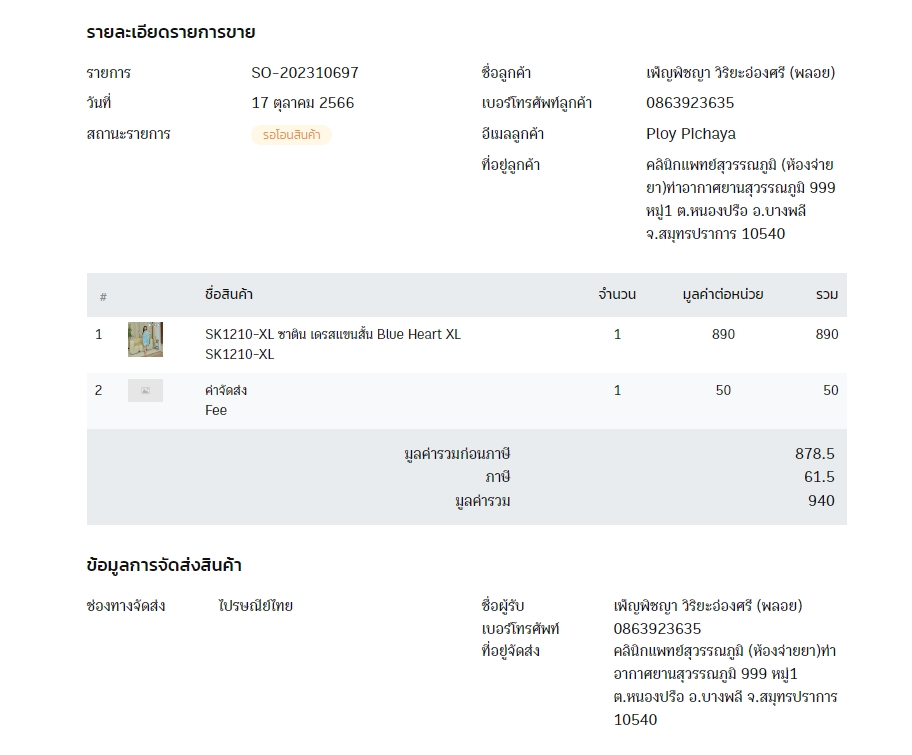 รายละเอียดรายการขาย
รายการ SO-202310697
วันที่ 17 ตุลาคม 2566
สถานะรายการ รอโอนสินค้า
ชื่อลูกค้า เพ็ญพิชญา วิริยะอ่องศรี (พลอย)
เบอร์โทรศัพท์ลูกค้า 0863923635
อีเมลลูกค้า Ploy PIchaya
ที่อยู่ลูกค้า คลินิกแพทย์สุวรรณภูมิ (ห้องจ่าย
ยา)ท่าอากาศยานสุวรรณภูมิ 999
หมู่1 ต.หนองปรือ อ.บางพลี
จ.สมุทรปราการ 10540
# ชื่อสินค้า จำนวน มูลค่าต่อหน่วย รวม
1 SK1210-XL ซาติน เดรสแขนสั้น Blue Heart XL 1 890 890
SK1210-XL
2 ค่าจัดส่ง 1 50 50
Fee
มูลค่ารวมก่อนภาษี 878.5
ภาษี 61.5
มูลค่ารวม 940
ข้อมูลการจัดส่งสินค้า
ช่องทางจัดส่ง ไปรษณีย์ไทย
ชื่อผู้รับ เพ็ญพิชญา วิริยะอ่องศรี (พลอย)
เบอร์โทรศัพท์ 0863923635
ที่อยู่จัดส่ง คลินิกแพทย์สุวรรณภูมิ (ห้องจ่ายยา)ท่า
อากาศยานสุวรรณภูมิ 999 หมู่1
ต.หนองปรือ อ.บางพลี จ.สมุทรปราการ
10540